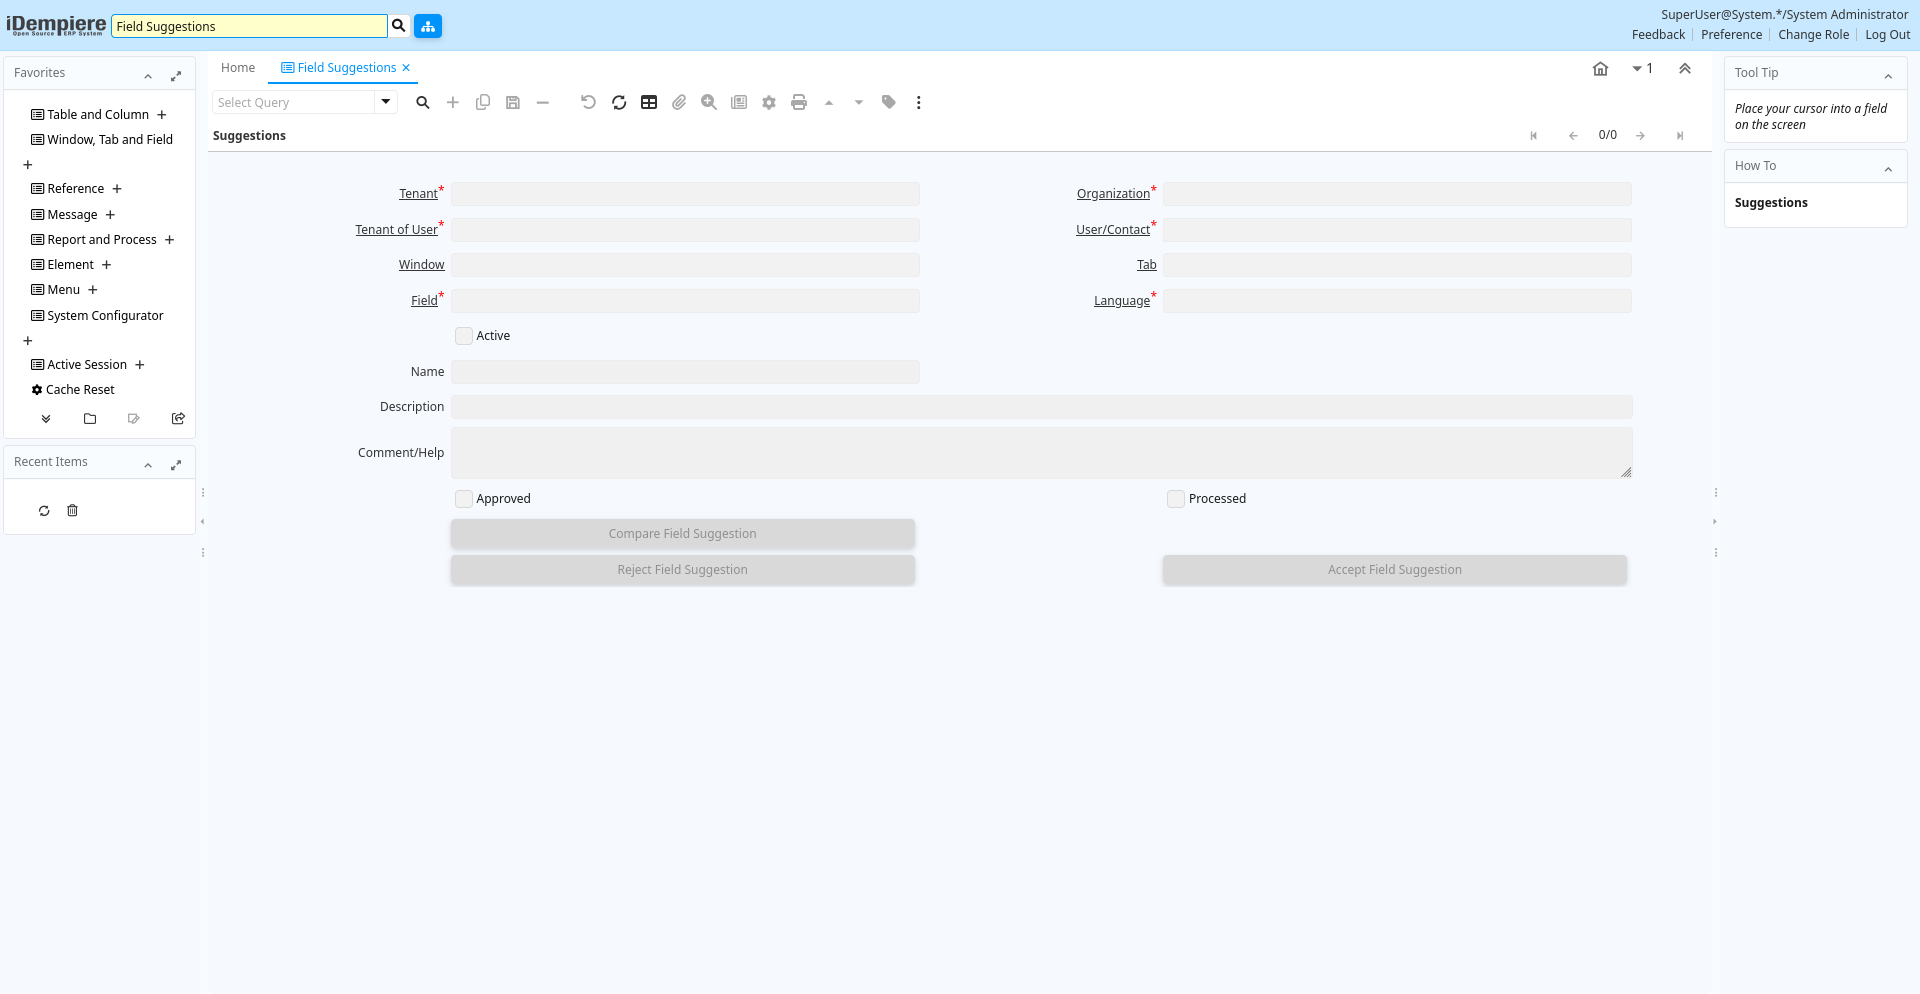 iDempiere
Open Source ERP System
Field Suggestions
SuperUser@System.*/System Administrator
Feedback
Preference
Change Role
Log Out
Favorites
Table and Column
Window, Tab and Field
Reference
Message
Report and Process
Element
Menu
System Configurator
Active Session
Cache Reset
Recent Items
Home
Field Suggestions
1
Select Query
Suggestions
0/0
Tenant*
Organization*
Tenant of User*
User/Contact*
Window
Tab
Field*
Language*
Active
Name
Description
Comment/Help
Approved
Processed
Compare Field Suggestion
Reject Field Suggestion
Accept Field Suggestion
Tool Tip
Place your cursor into a field
on the screen
How To
Suggestions